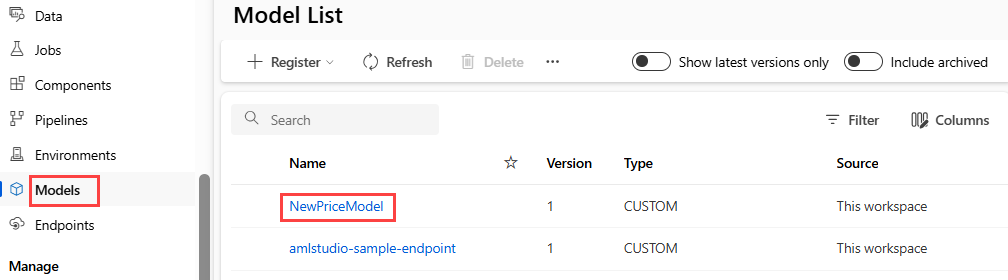 Data
Jobs
Components
Pipelines
Environments
Models
Endpoints
Manage
Model List
Register Refresh Delete ··· Show latest versions only Include archived
Search Filter Columns
Name Version Type Source
NewPriceModel 1 CUSTOM This workspace
amlstudio-sample-endpoint 1 CUSTOM This workspace